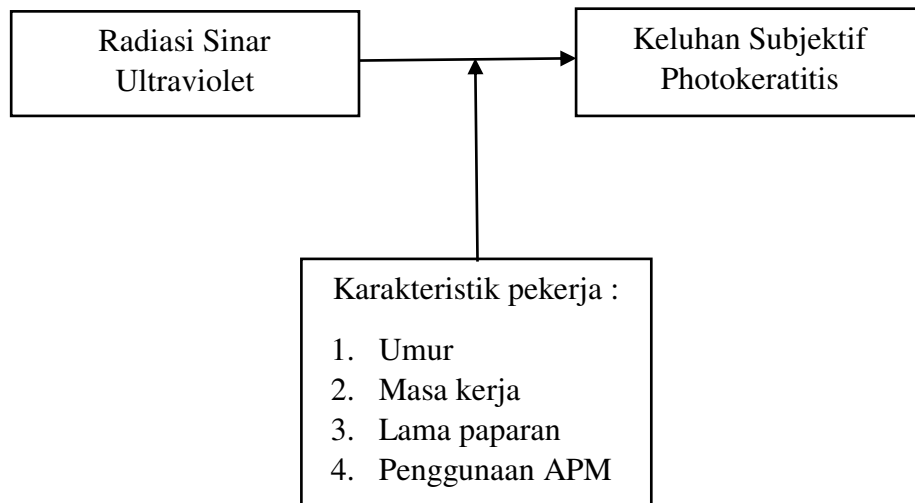 Radiasi Sinar
Ultraviolet
Keluhan Subjektif
Photokeratitis
Karakteristik pekerja :
1. Umur
2. Masa kerja
3. Lama paparan
4. Penggunaan APM